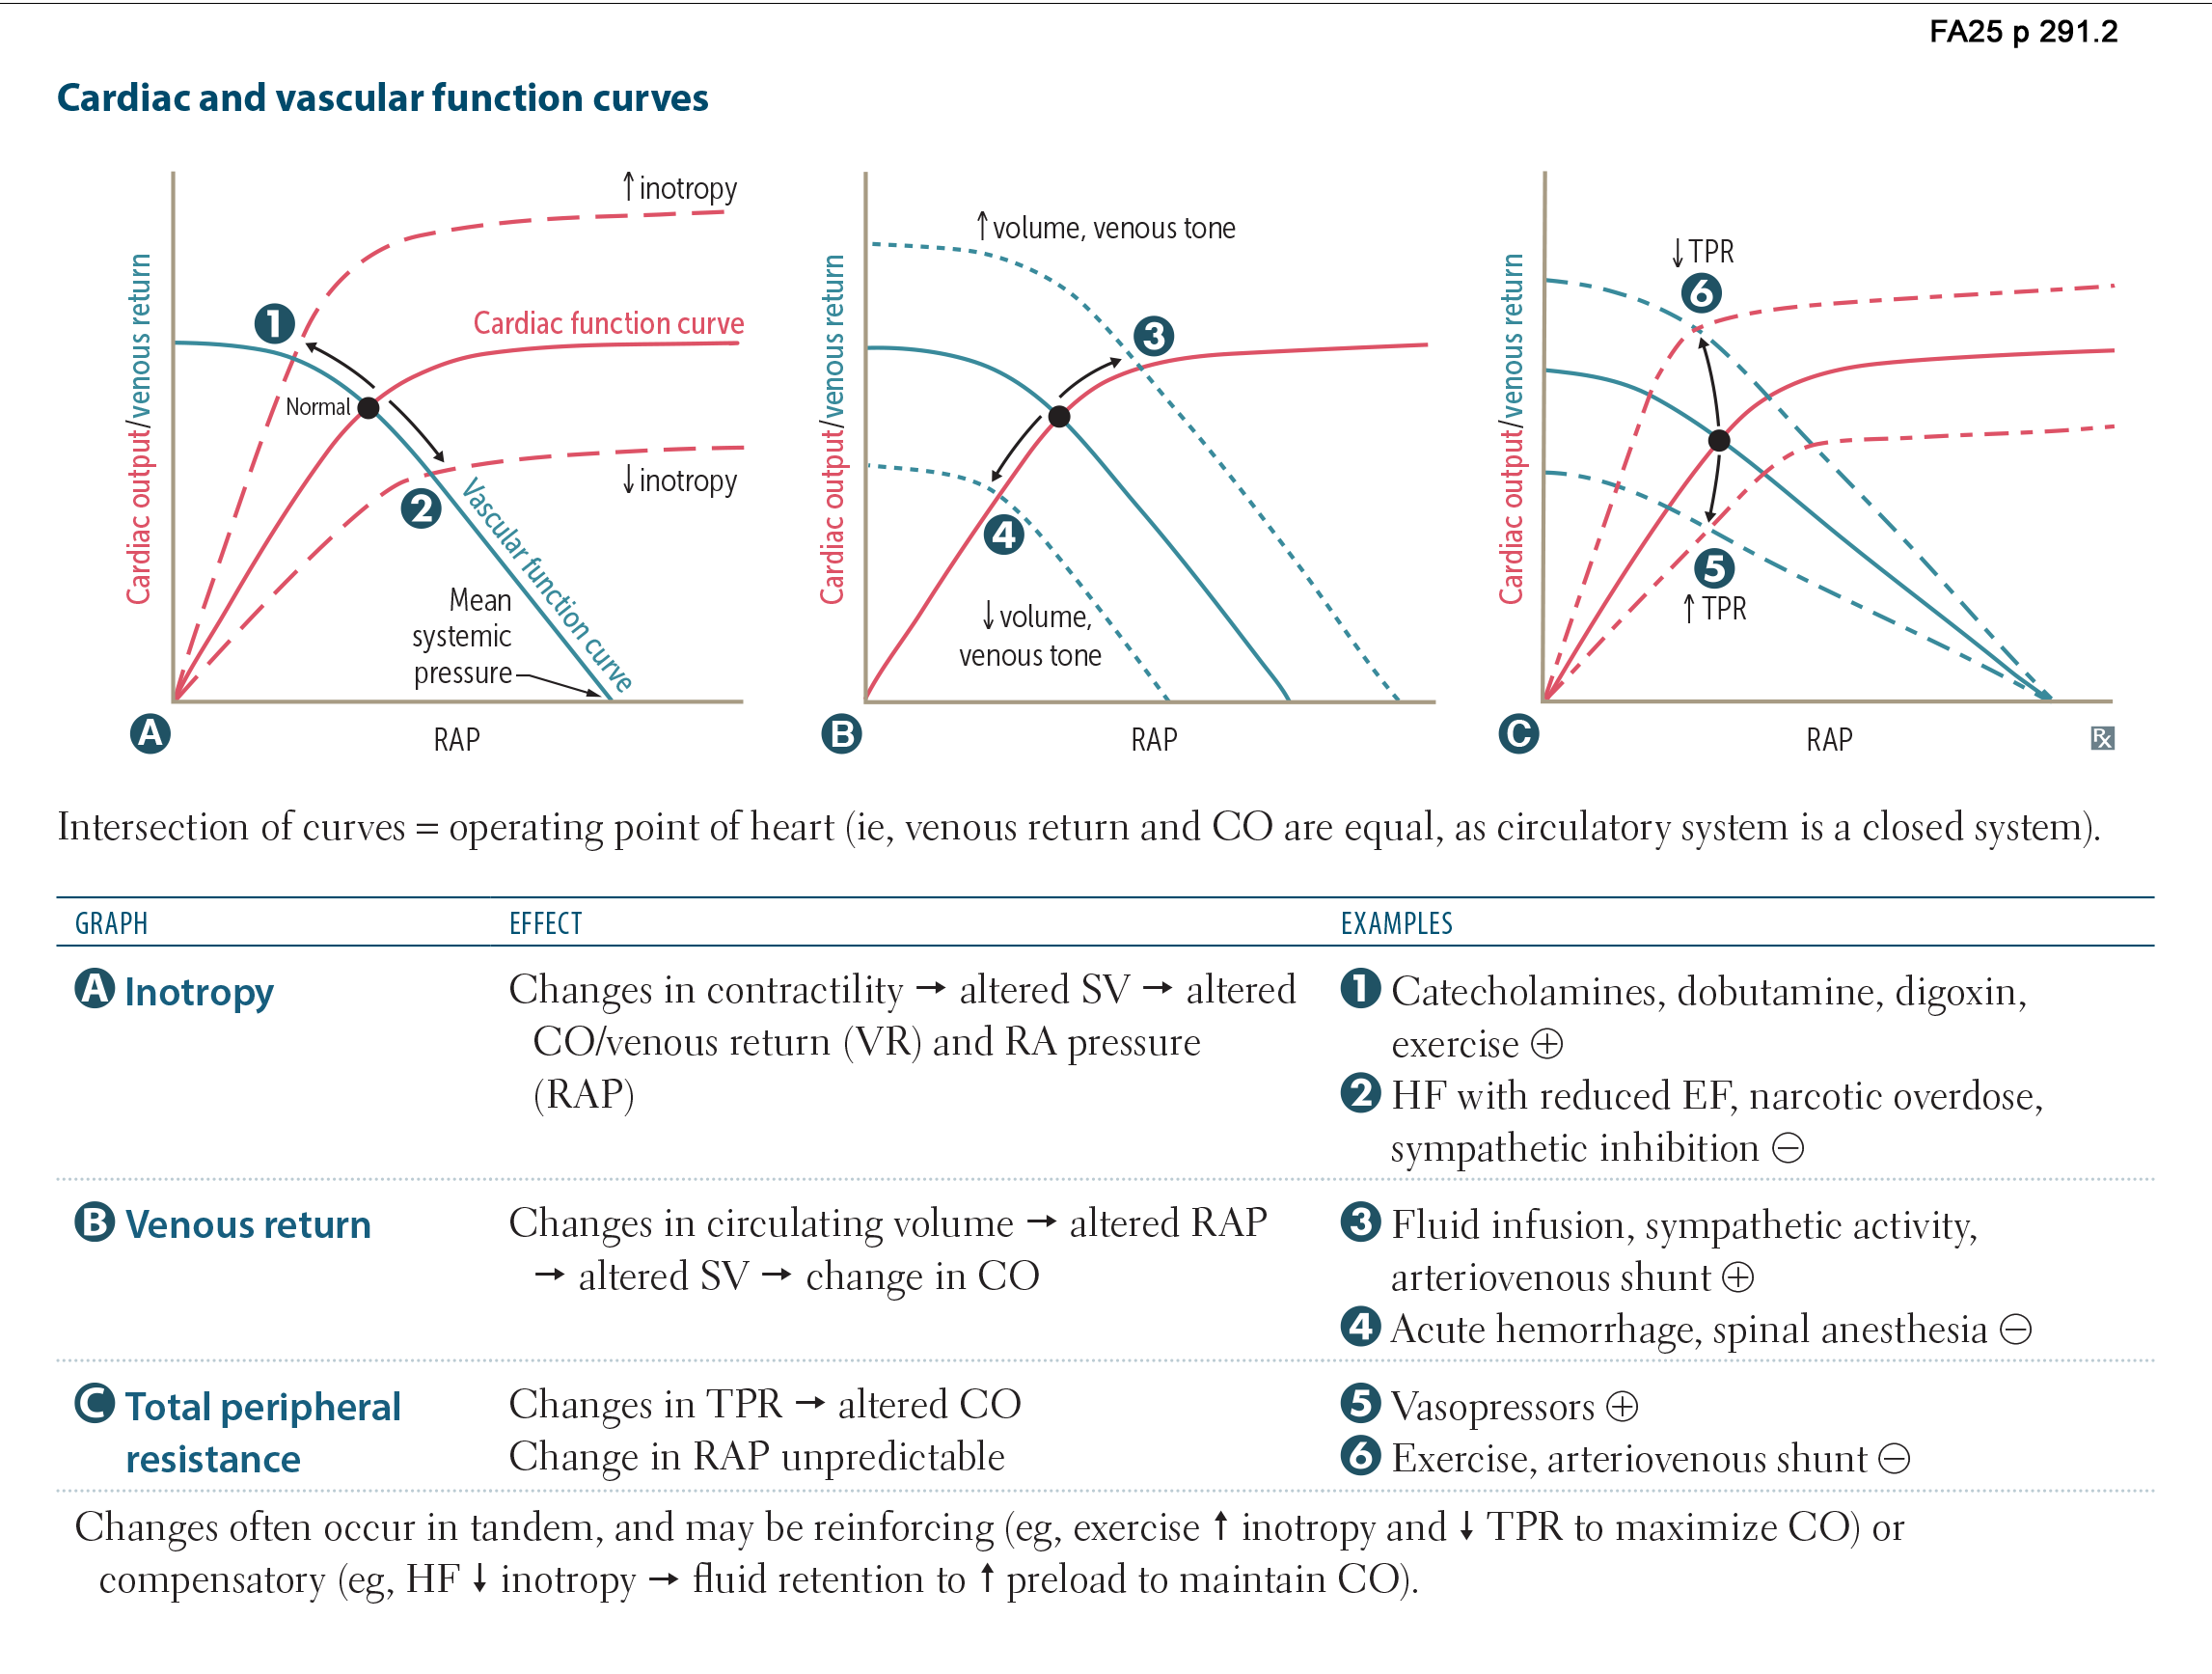 FA25 p 291.2
Cardiac and vascular function curves
Cardiac output/venous return
↑ inotropy
1
Cardiac function curve
Normal
↓ inotropy
2
Vascular function curve
Mean
systemic
pressure
A
RAP
Cardiac output/venous return
↑ volume, venous tone
3
4
↓ volume,
venous tone
B
RAP
Cardiac output/venous return
↓ TPR
6
5
↑ TPR
C
RAP
Rx
Intersection of curves = operating point of heart (ie, venous return and CO are equal, as circulatory system is a closed system).
GRAPH EFFECT EXAMPLES
A Inotropy Changes in contractility → altered SV → altered 1 Catecholamines, dobutamine, digoxin,
CO/venous return (VR) and RA pressure exercise ⊕
(RAP) 2 HF with reduced EF, narcotic overdose,
sympathetic inhibition ⊖
B Venous return Changes in circulating volume → altered RAP 3 Fluid infusion, sympathetic activity,
→ altered SV → change in CO arteriovenous shunt ⊕
4 Acute hemorrhage, spinal anesthesia ⊖
C Total peripheral Changes in TPR → altered CO 5 Vasopressors ⊕
resistance Change in RAP unpredictable 6 Exercise, arteriovenous shunt ⊖
Changes often occur in tandem, and may be reinforcing (eg, exercise ↑ inotropy and ↓ TPR to maximize CO) or
compensatory (eg, HF ↓ inotropy → fluid retention to ↑ preload to maintain CO).